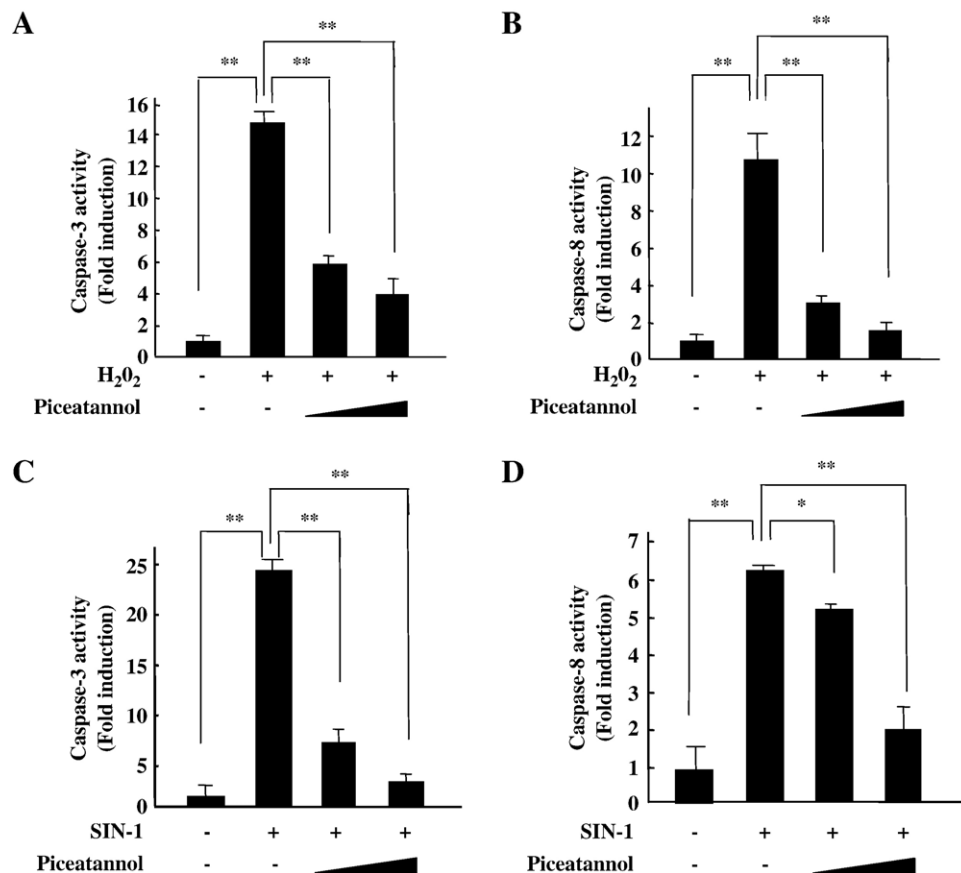 A
** 
** **
Caspase-3 activity
(Fold induction)
16
14
12
10
8
6
4
2
0
H₂0₂ - + + +
Piceatannol - -
B
**
** **
Caspase-8 activity
(Fold induction)
12
10
8
6
4
2
0
H₂0₂ - + + +
Piceatannol - -
C
**
** **
Caspase-3 activity
(Fold induction)
25
20
15
10
5
0
SIN-1 - + + +
Piceatannol - -
D
**
** *
Caspase-8 activity
(Fold induction)
7
6
5
4
3
2
1
0
SIN-1 - + + +
Piceatannol - -